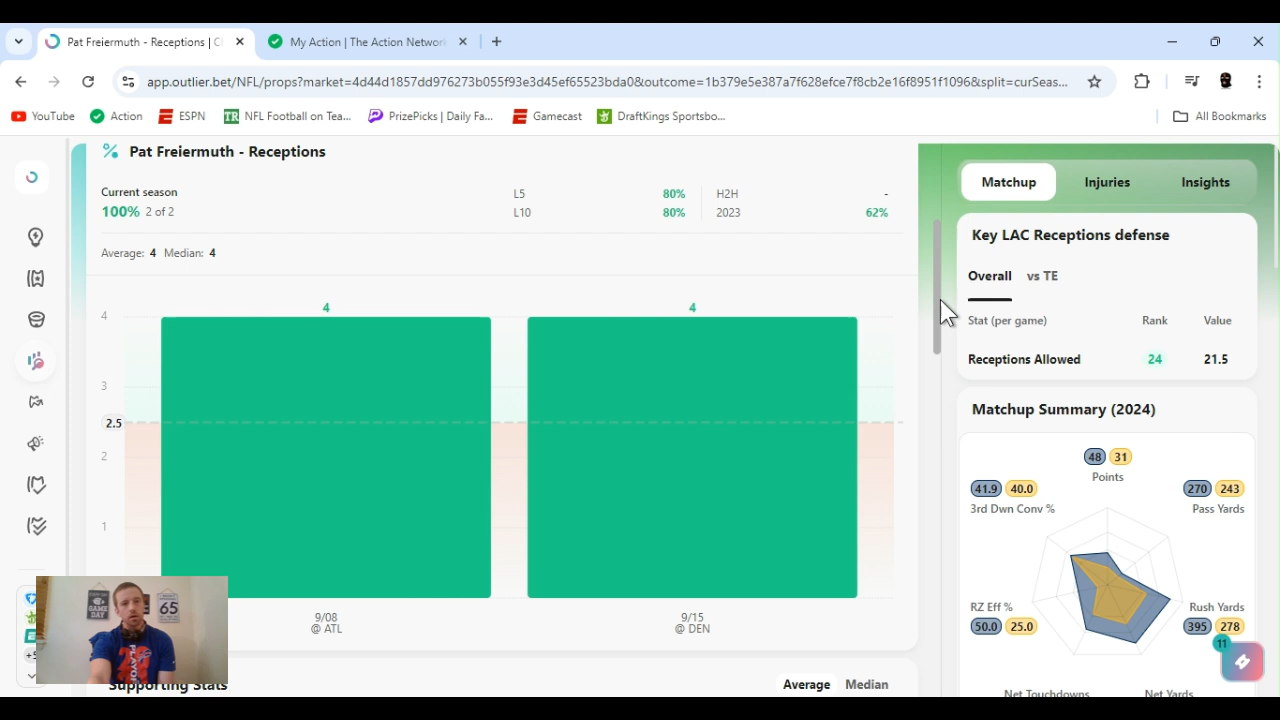 Pat Freiermuth - Receptions | C
My Action | The Action Networ
app.outlier.bet/NFL/props?market=4d44d1857dd976273b055f93e3d45ef65523bda0&outcome=1b379e5e387a7f628efce7f8cb2e16f8951f1096&split=curSeas...
YouTube
Action
ESPN
NFL Football on Tea...
PrizePicks | Daily Fa...
Gamecast
DraftKings Sportsbo...
All Bookmarks
Pat Freiermuth - Receptions
Current season
100% 2 of 2
L5 80%
L10 80%
H2H -
2023 62%
Average: 4 Median: 4
4
3
2.5
2
1
4
4
9/08
@ ATL
9/15
@ DEN
Supporting Stats
Average Median
Matchup Injuries Insights
Key LAC Receptions defense
Overall vs TE
Stat (per game) Rank Value
Receptions Allowed 24 21.5
Matchup Summary (2024)
48 31
Points
41.9 40.0
3rd Dwn Conv %
270 243
Pass Yards
RZ Eff %
50.0 25.0
Rush Yards
395 278
11
Net Touchdowns
Net Yards
GAME
DAY
65
PLAYOF